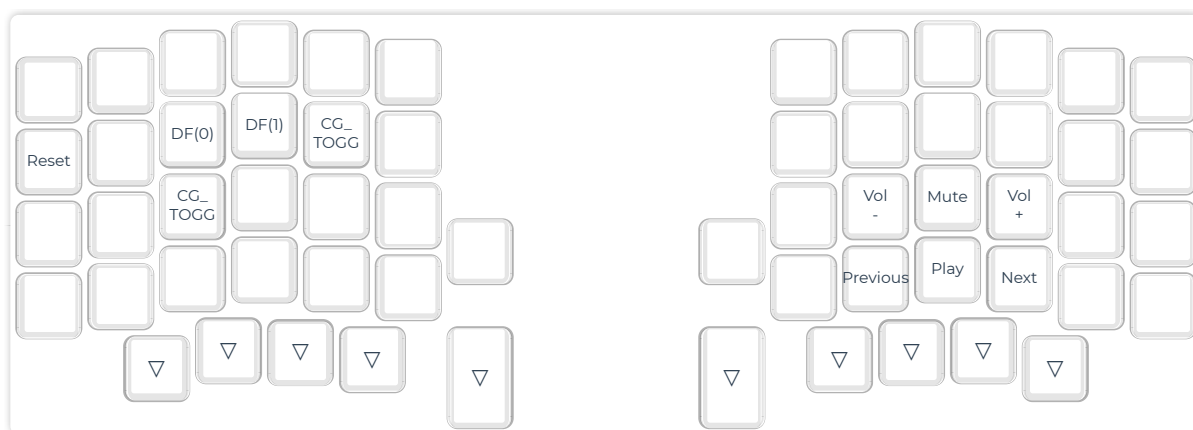 DF(0)
DF(1)
CG_
TOGG
Reset
CG_
TOGG
Vol
-
Mute
Vol
+
Previous
Play
Next
▽
▽
▽
▽
▽
▽
▽
▽
▽
▽